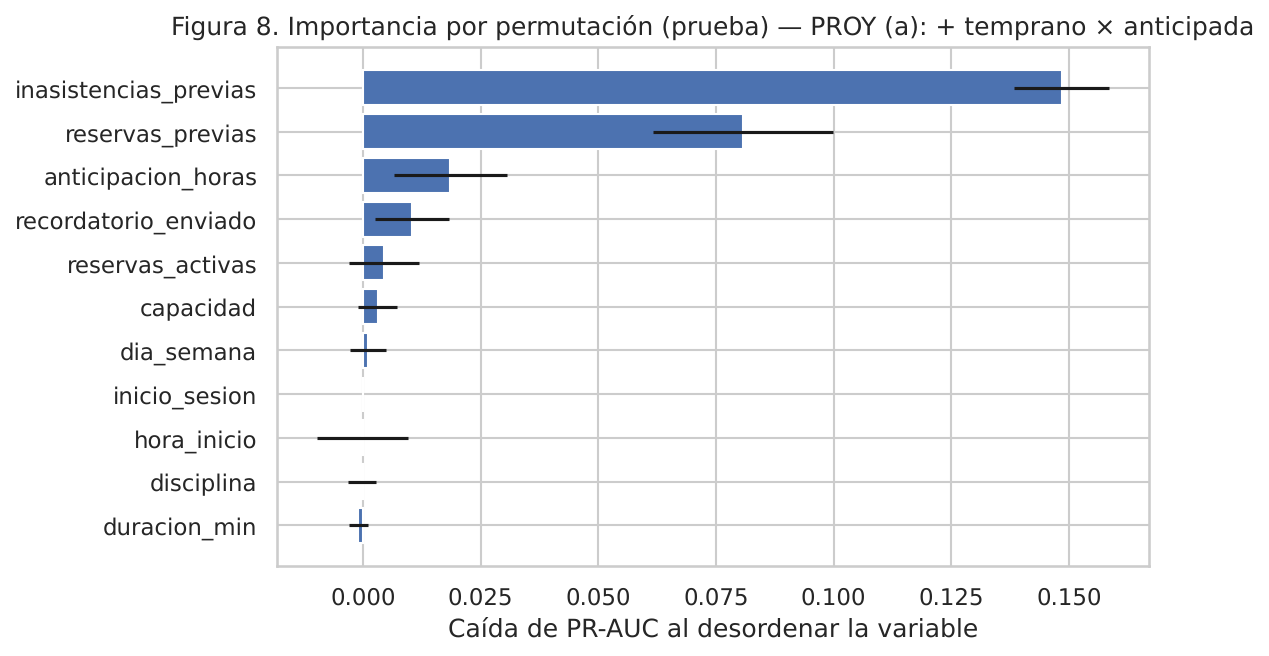 Figura 8. Importancia por permutación (prueba) — PROY (a): + temprano × anticipada
inasistencias_previas
reservas_previas
anticipacion_horas
recordatorio_enviado
reservas_activas
capacidad
dia_semana
inicio_sesion
hora_inicio
disciplina
duracion_min
0.000 0.025 0.050 0.075 0.100 0.125 0.150
Caída de PR-AUC al desordenar la variable